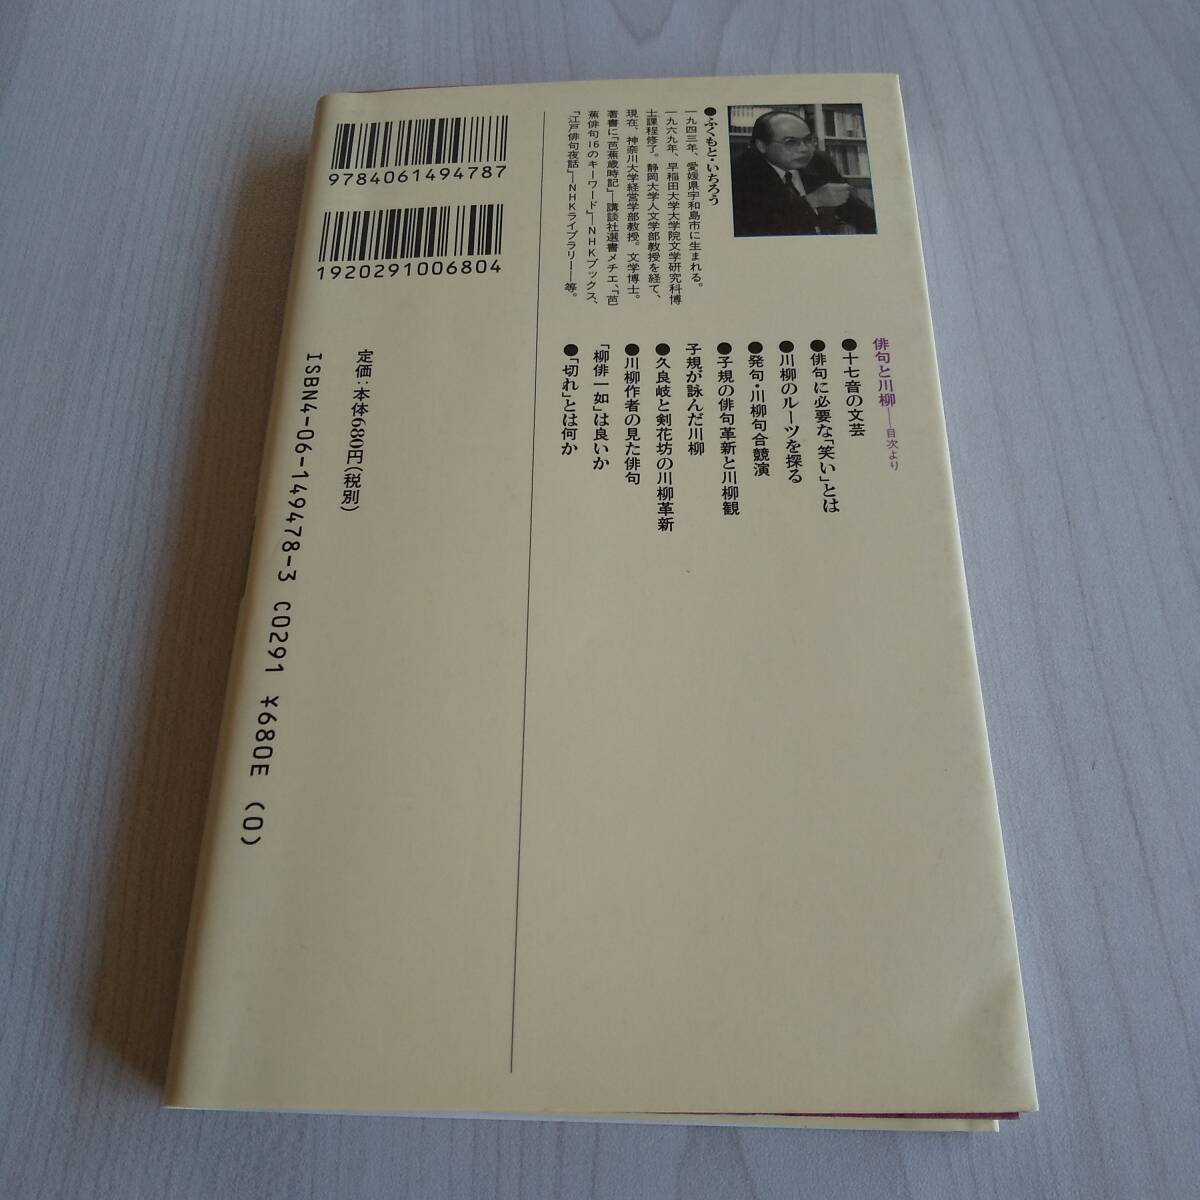 9784061494787
1920291006804
●ふくもと・いちろう
一九四三年、愛媛県宇和島市に生まれる。
一九六九年、早稲田大学大学院文学研究科博
士課程修了。静岡大学人文学部教授を経て、
現在、神奈川大学経営学部教授。文学博士。
著書に『芭蕉歳時記』―講談社選書メチエ、『芭
蕉俳句16のキーワード』―NHKブックス、
『江戸俳句夜話』―NHKライブラリー―等。
俳句と川柳――目次より
●十七音の文芸
●俳句に必要な「笑い」とは
●川柳のルーツを探る
●発句・川柳句合競演
●子規の俳句革新と川柳観
子規が詠んだ川柳
●久良岐と剣花坊の川柳革新
●川柳作者の見た俳句
「柳俳一如」は良いか
●「切れ」とは何か
定価:本体680円(税別)
ISBN4-06-149478-3 C0291 ¥680E (0)